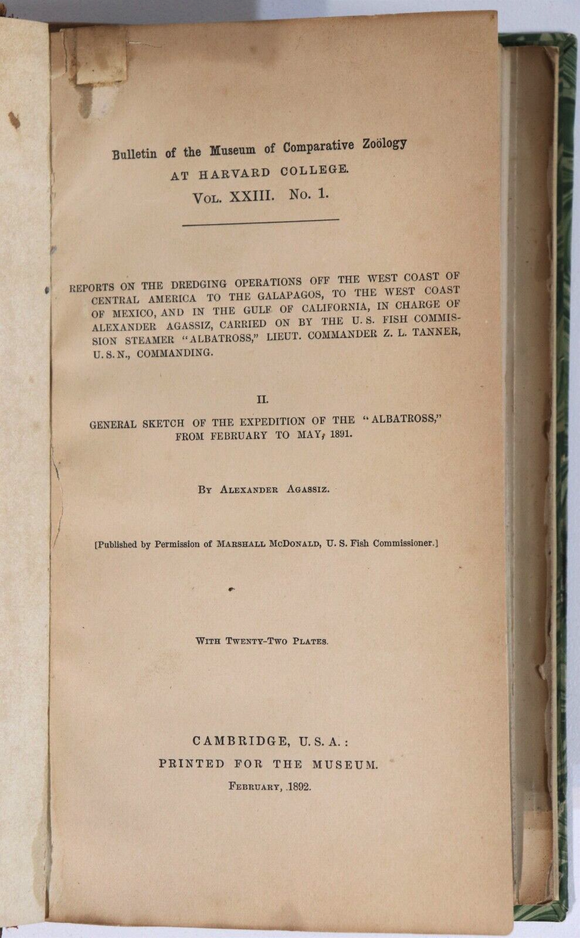 Bulletin of the Museum of Comparative Zoölogy
AT HARVARD COLLEGE.
VOL. XXIII. NO. 1.
REPORTS ON THE DREDGING OPERATIONS OFF THE WEST COAST OF
CENTRAL AMERICA TO THE GALAPAGOS, TO THE WEST COAST
OF MEXICO, AND IN THE GULF OF CALIFORNIA, IN CHARGE OF
ALEXANDER AGASSIZ, CARRIED ON BY THE U. S. FISH COMMIS-
SION STEAMER "ALBATROSS," LIEUT. COMMANDER Z. L. TANNER,
U. S. N., COMMANDING.
II.
GENERAL SKETCH OF THE EXPEDITION OF THE "ALBATROSS,"
FROM FEBRUARY TO MAY, 1891.
BY ALEXANDER AGASSIZ.
[Published by Permission of MARSHALL MCDONALD, U. S. Fish Commissioner.]
WITH TWENTY-TWO PLATES.
CAMBRIDGE, U. S. A. :
PRINTED FOR THE MUSEUM.
FEBRUARY, 1892.